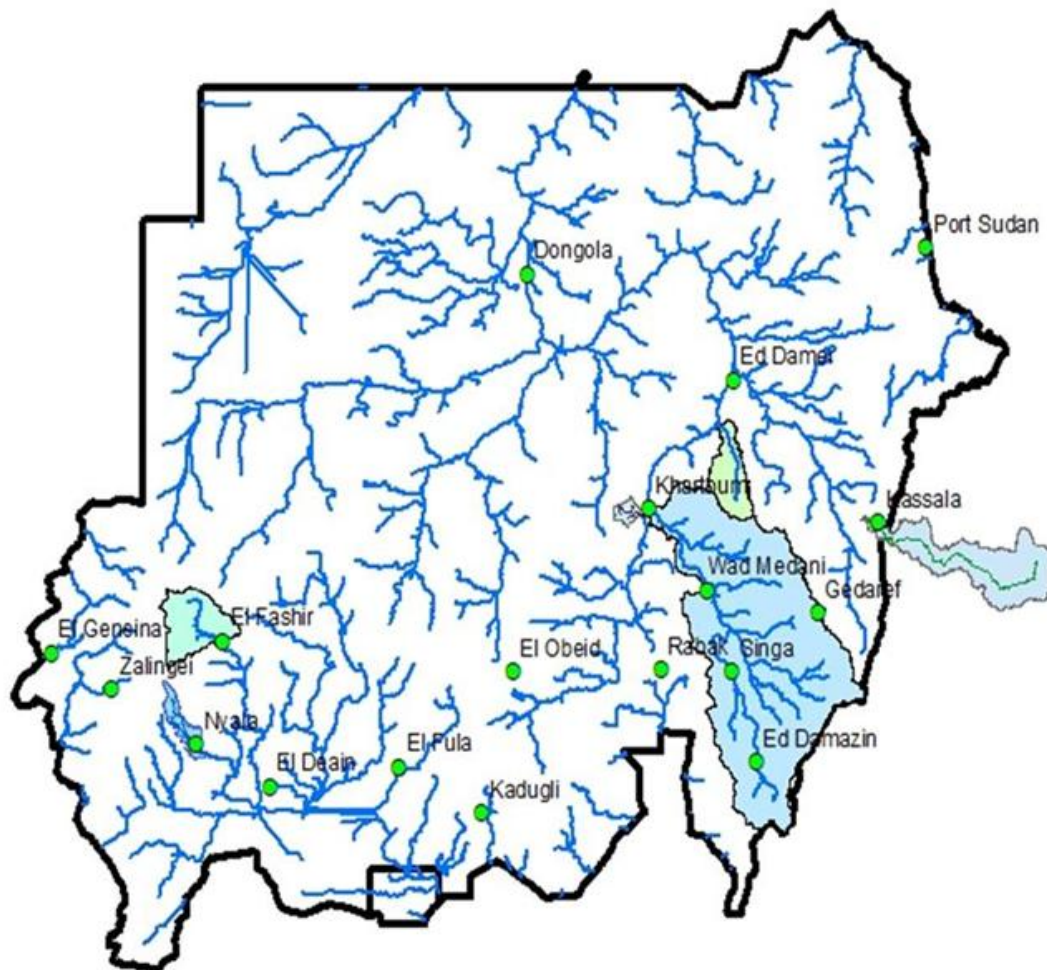 Port Sudan
Dongola
Ed Damer
Khartoum
Kassala
Wad Medani
Gedaref
El Geneina
El Fashir
Zalingei
El Obeid
Rabak
Singa
Nyala
El Deain
El Fula
Ed Damazin
Kadugli